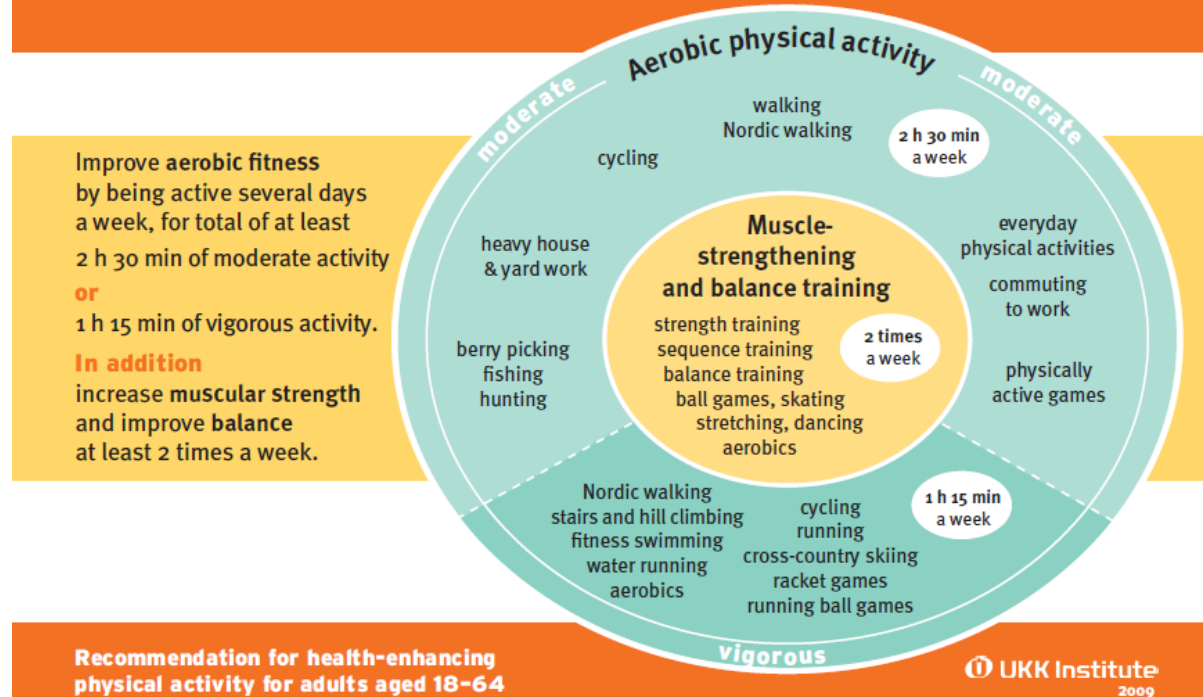 Aerobic physical activity
moderate
moderate
walking
Nordic walking
2 h 30 min
a week
cycling
Improve aerobic fitness
by being active several days
a week, for total of at least
2 h 30 min of moderate activity
or
1 h 15 min of vigorous activity.
In addition
increase muscular strength
and improve balance
at least 2 times a week.
heavy house
& yard work
berry picking
fishing
hunting
Muscle-
strengthening
and balance training
strength training
sequence training
balance training
ball games, skating
stretching, dancing
aerobics
2 times
a week
everyday
physical activities
commuting
to work
physically
active games
Nordic walking
stairs and hill climbing
fitness swimming
water running
aerobics
cycling
running
cross-country skiing
racket games
running ball games
1 h 15 min
a week
vigorous
Recommendation for health-enhancing
physical activity for adults aged 18–64
UKK Institute
2009